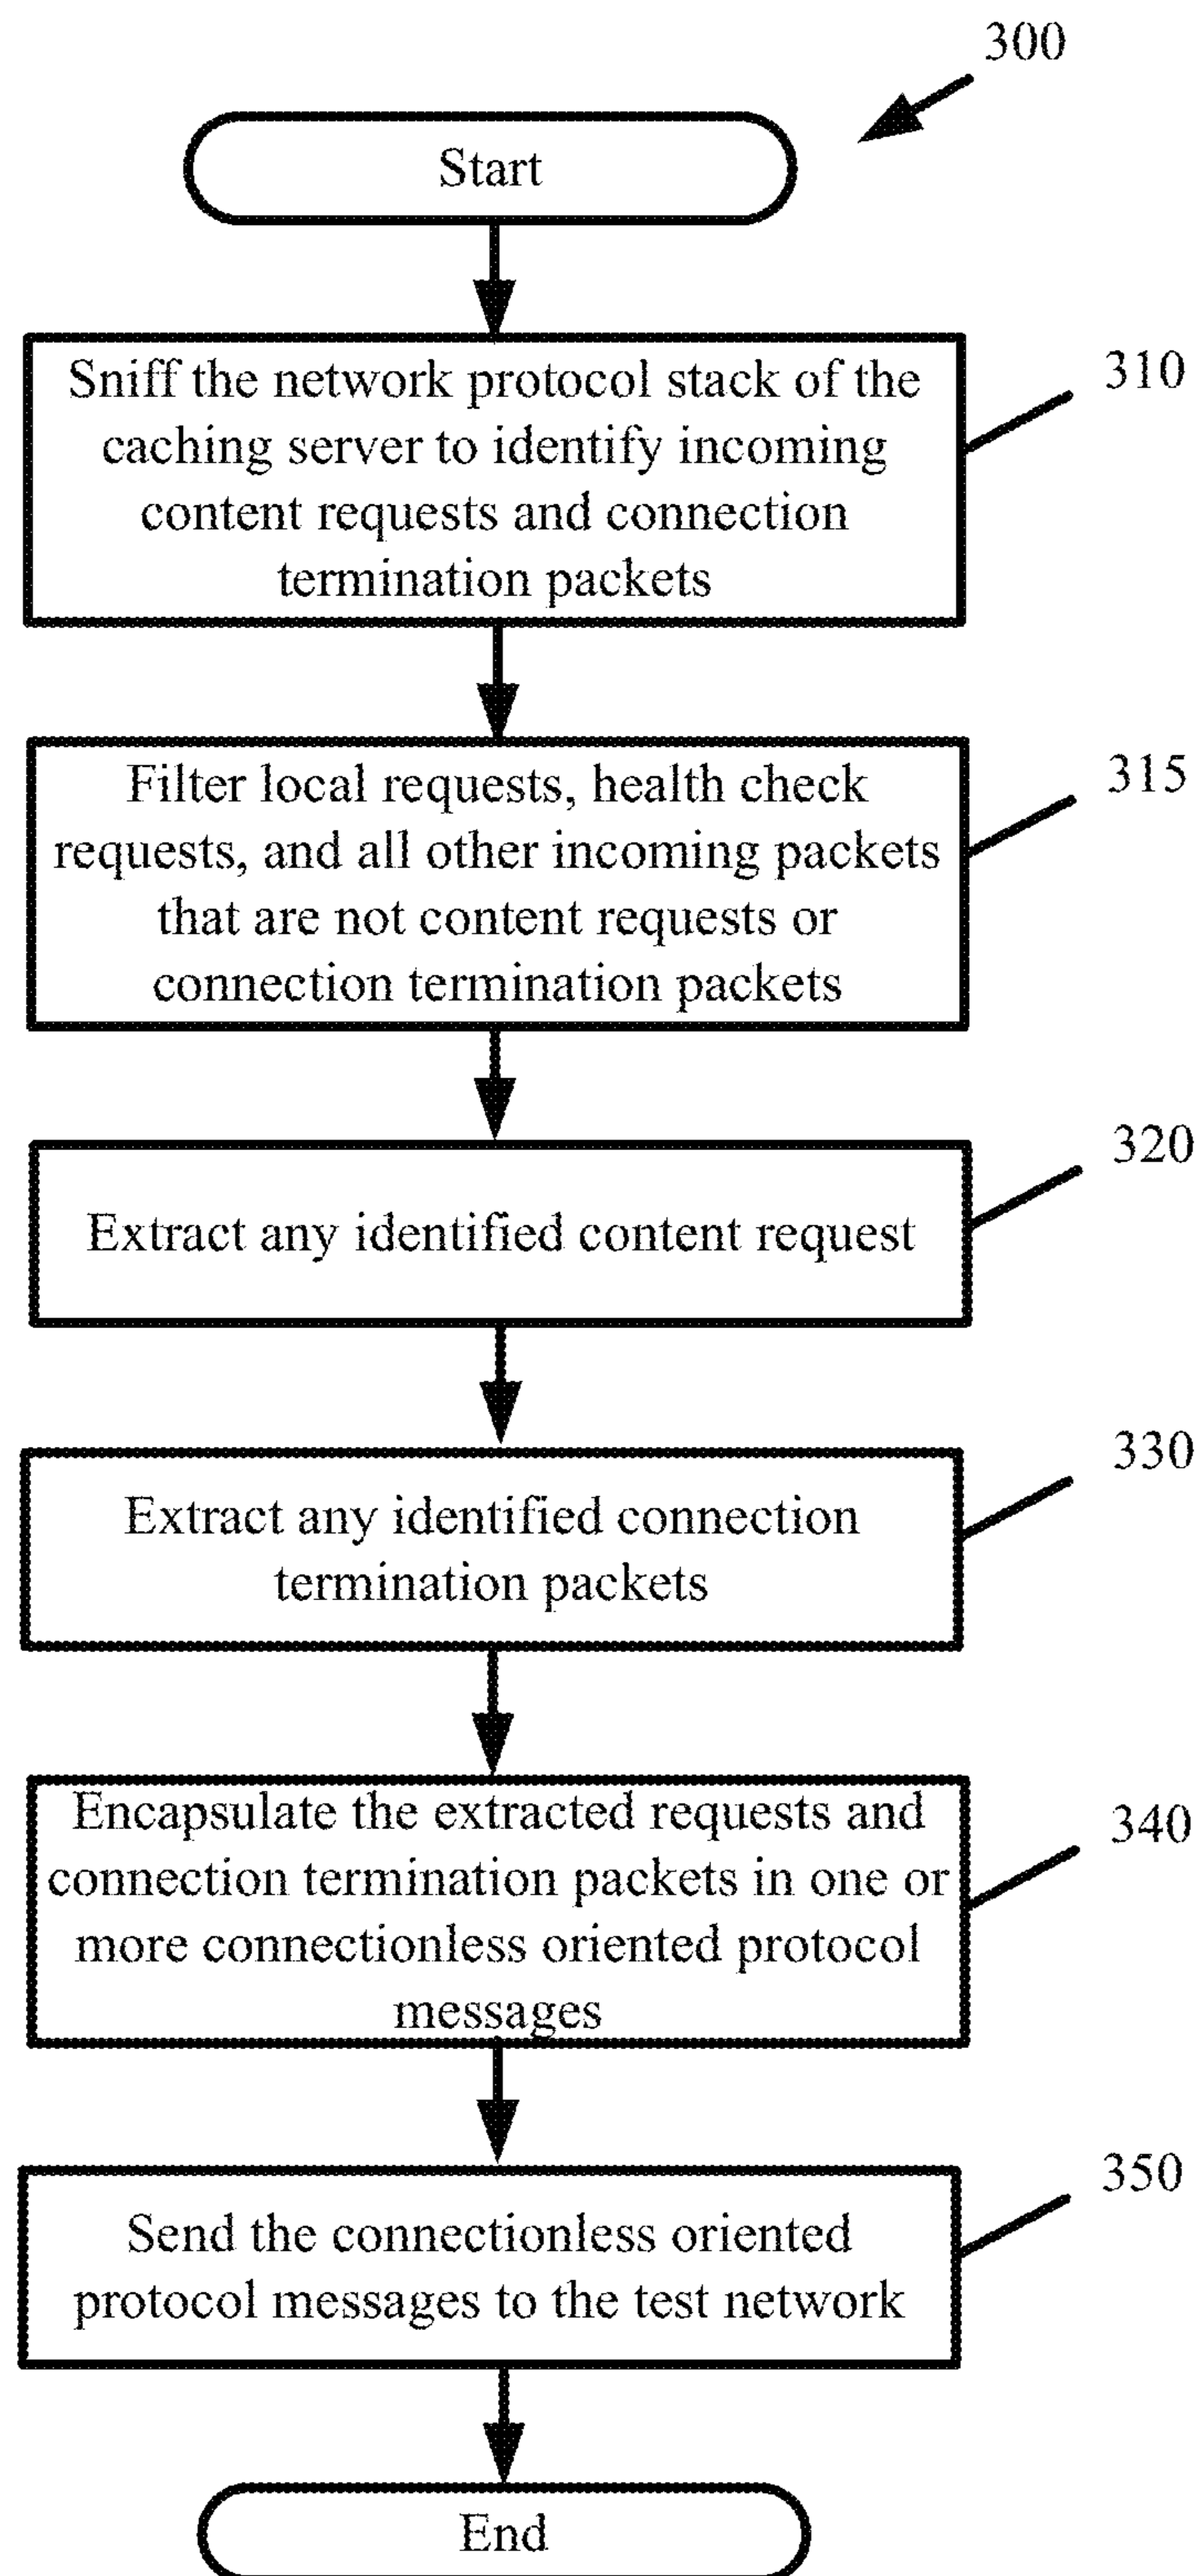 300
Start
Sniff the network protocol stack of the
caching server to identify incoming
content requests and connection
termination packets
310
Filter local requests, health check
requests, and all other incoming packets
that are not content requests or
connection termination packets
315
Extract any identified content request
320
Extract any identified connection
termination packets
330
Encapsulate the extracted requests and
connection termination packets in one or
more connectionless oriented protocol
messages
340
Send the connectionless oriented
protocol messages to the test network
350
End